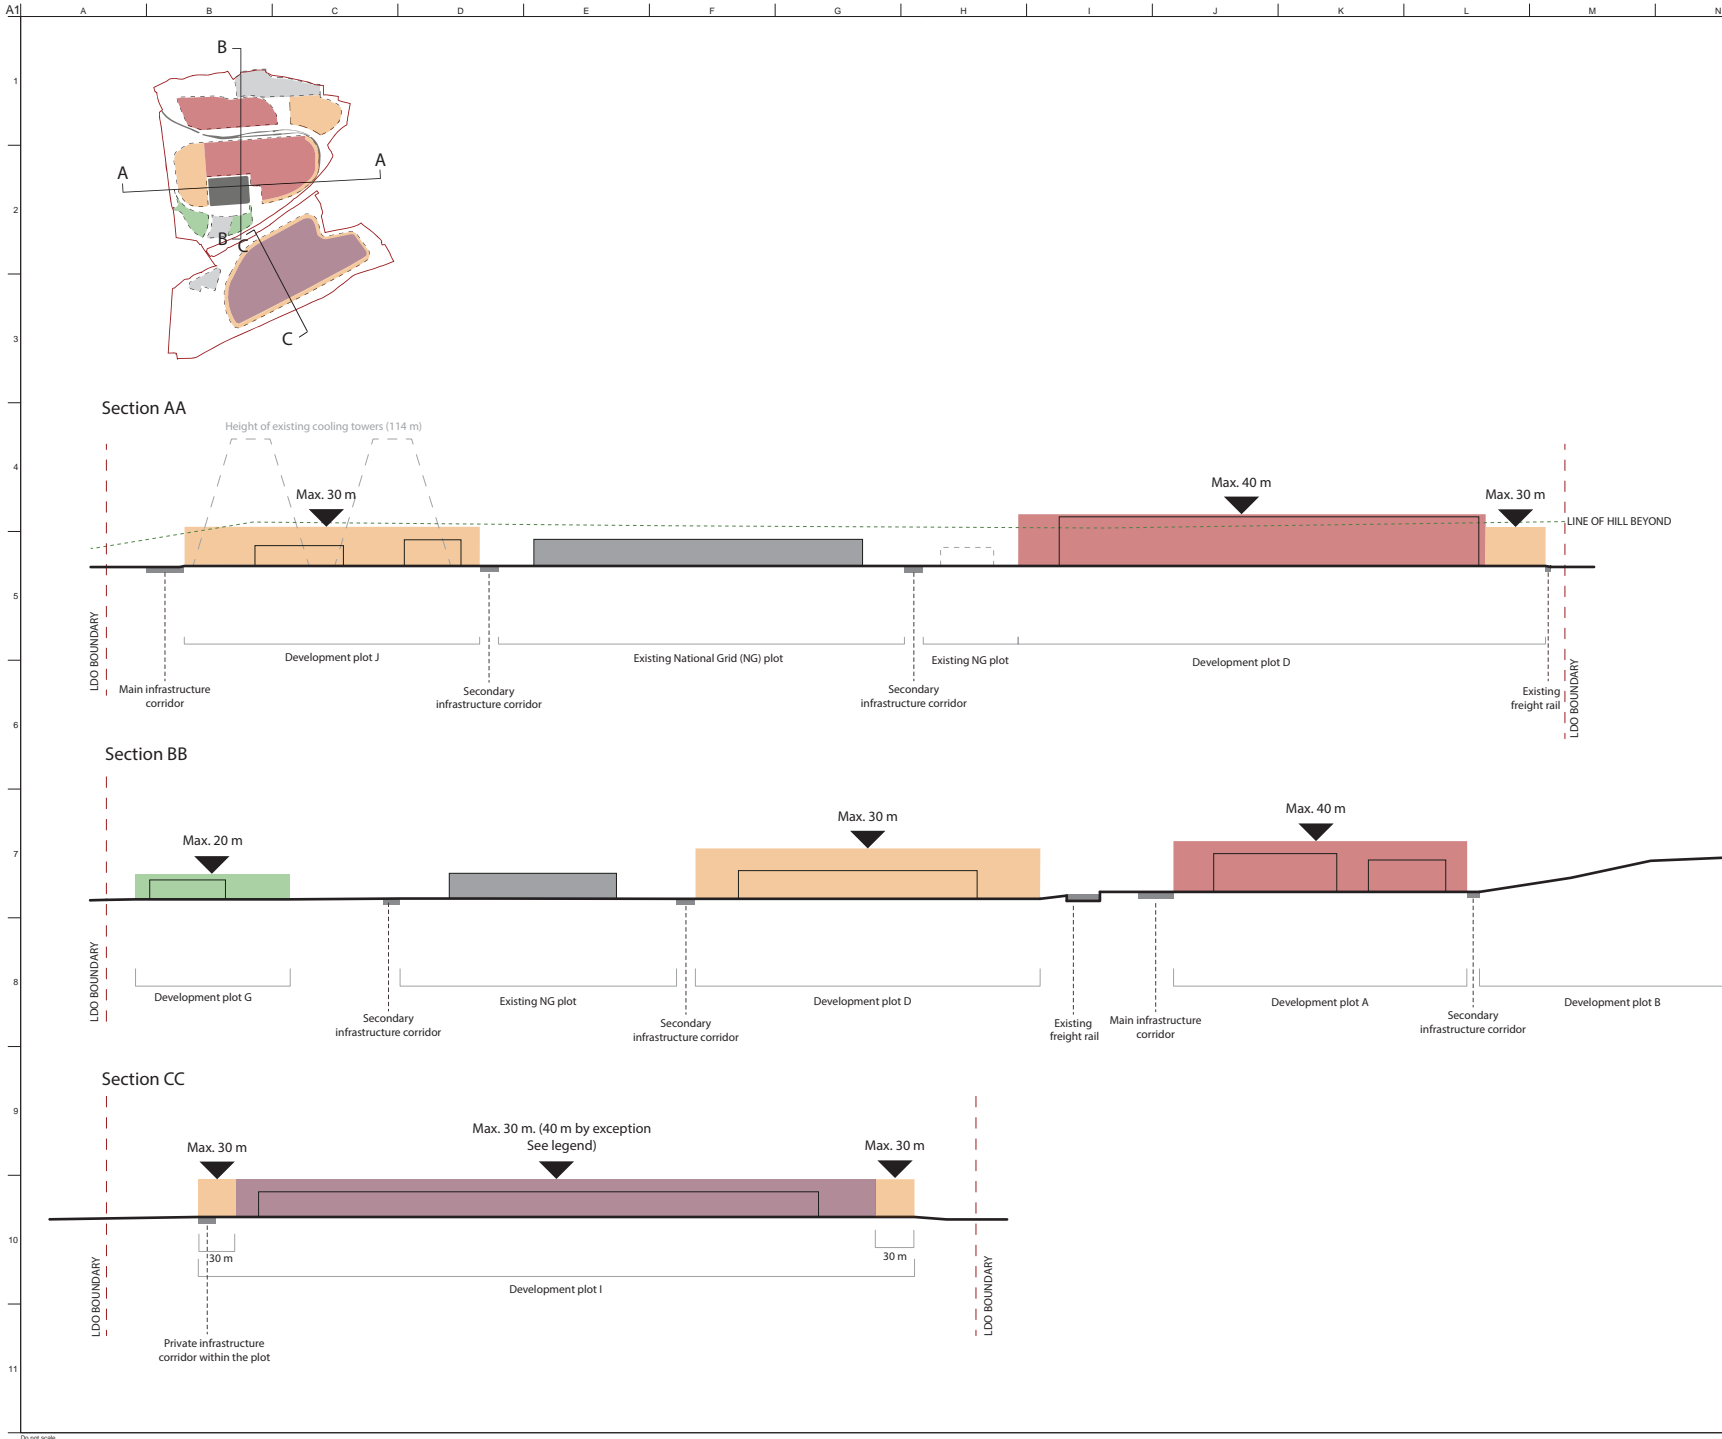 A1 A B C D E F G H I J K L M N
1
B
A
A
2
B C
C
3
Section AA
Height of existing cooling towers (114 m)
4
Max. 30 m
Max. 40 m
Max. 30 m
LINE OF HILL BEYOND
5
LDO BOUNDARY
Main infrastructure
corridor
Development plot J
Secondary
infrastructure corridor
Existing National Grid (NG) plot
Secondary
infrastructure corridor
Existing NG plot
Development plot D
Existing
freight rail
LDO BOUNDARY
6
Section BB
7
Max. 20 m
Max. 30 m
Max. 40 m
8
LDO BOUNDARY
Development plot G
Secondary
infrastructure corridor
Existing NG plot
Secondary
infrastructure corridor
Development plot D
Existing
freight rail
Main infrastructure
corridor
Development plot A
Secondary
infrastructure corridor
Development plot B
Section CC
9
Max. 30 m
Max. 30 m. (40 m by exception
See legend)
Max. 30 m
10
30 m
30 m
LDO BOUNDARY
Development plot I
LDO BOUNDARY
Private infrastructure
corridor within the plot
11
Do not scale